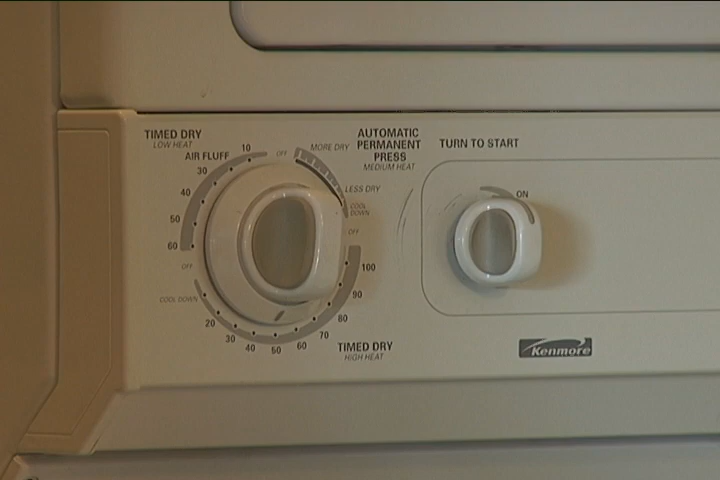 TIMED DRY
LOW HEAT
AIR FLUFF
10
30
40
50
60
OFF
MORE DRY
AUTOMATIC
PERMANENT
PRESS
MEDIUM HEAT
LESS DRY
COOL
DOWN
OFF
100
90
80
70
60
50
40
30
20
COOL DOWN
OFF
TIMED DRY
HIGH HEAT
TURN TO START
ON
Kenmore